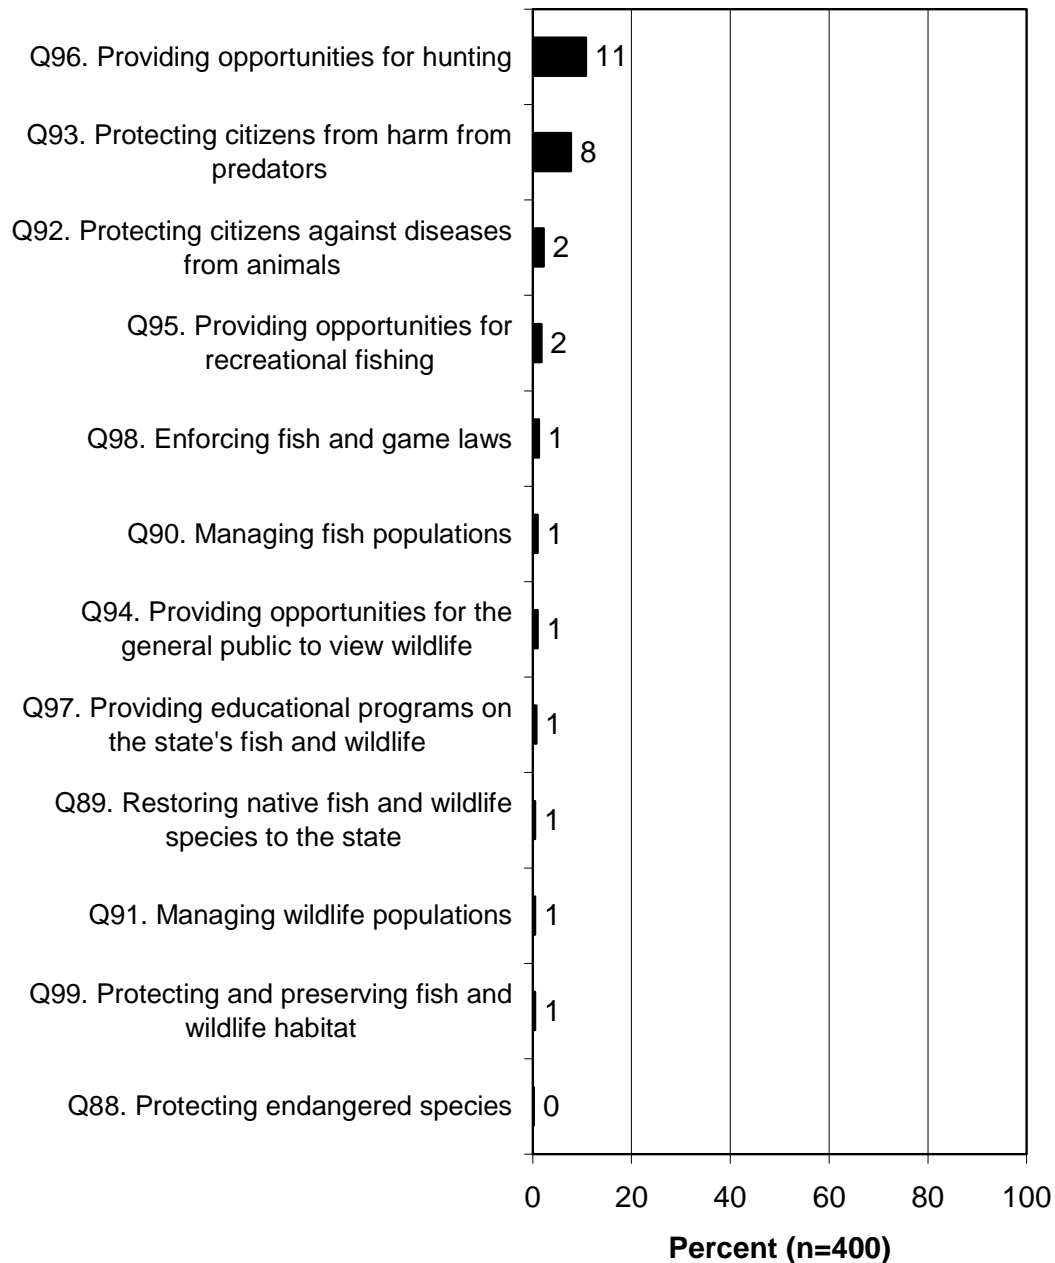 Q96. Providing opportunities for hunting
11
Q93. Protecting citizens from harm from
predators
8
Q92. Protecting citizens against diseases
from animals
2
Q95. Providing opportunities for
recreational fishing
2
Q98. Enforcing fish and game laws
1
Q90. Managing fish populations
1
Q94. Providing opportunities for the
general public to view wildlife
1
Q97. Providing educational programs on
the state's fish and wildlife
1
Q89. Restoring native fish and wildlife
species to the state
1
Q91. Managing wildlife populations
1
Q99. Protecting and preserving fish and
wildlife habitat
1
Q88. Protecting endangered species
0
0 20 40 60 80 100
Percent (n=400)